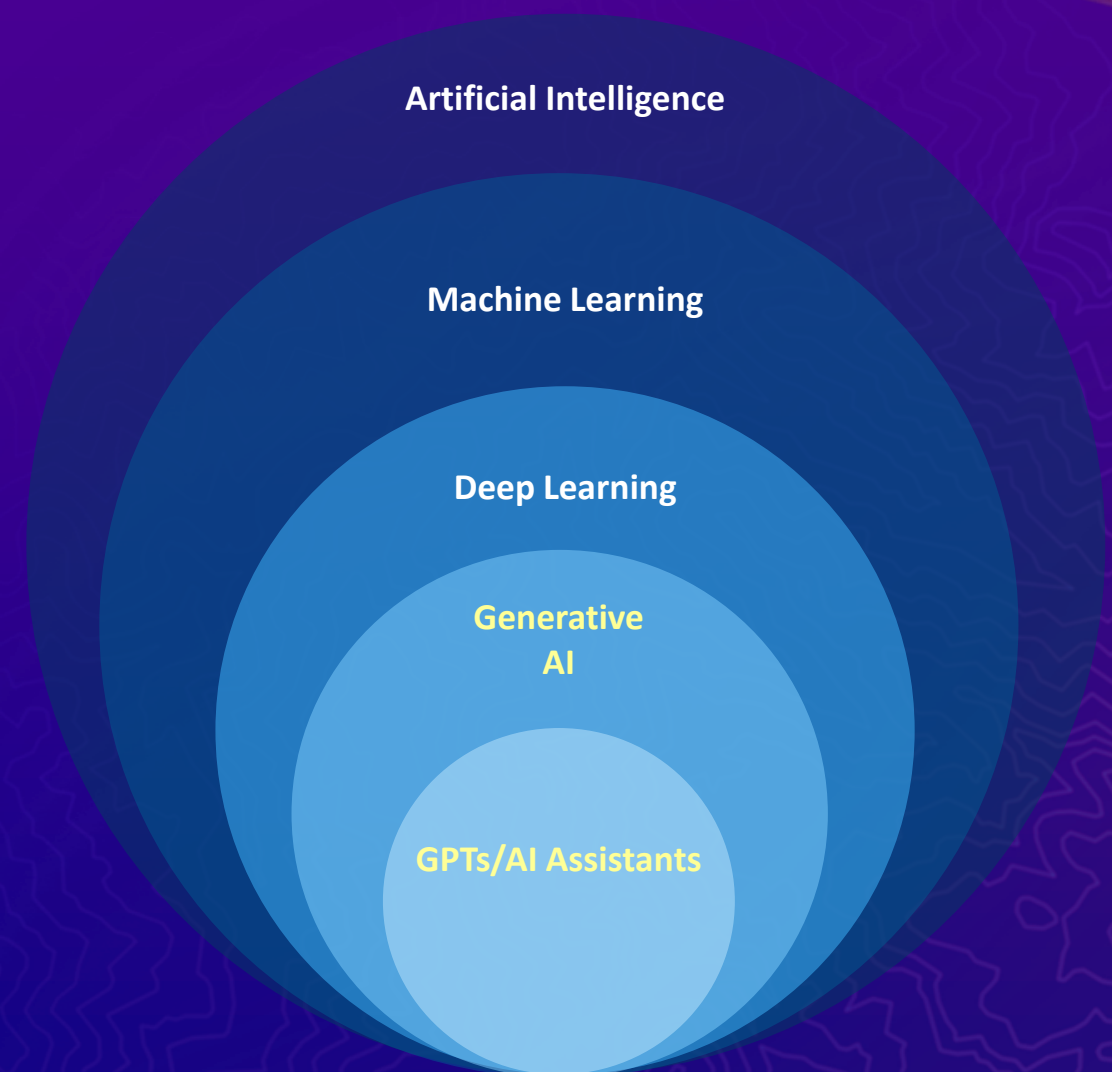 Artificial Intelligence
Machine Learning
Deep Learning
Generative
AI
GPTs/AI Assistants